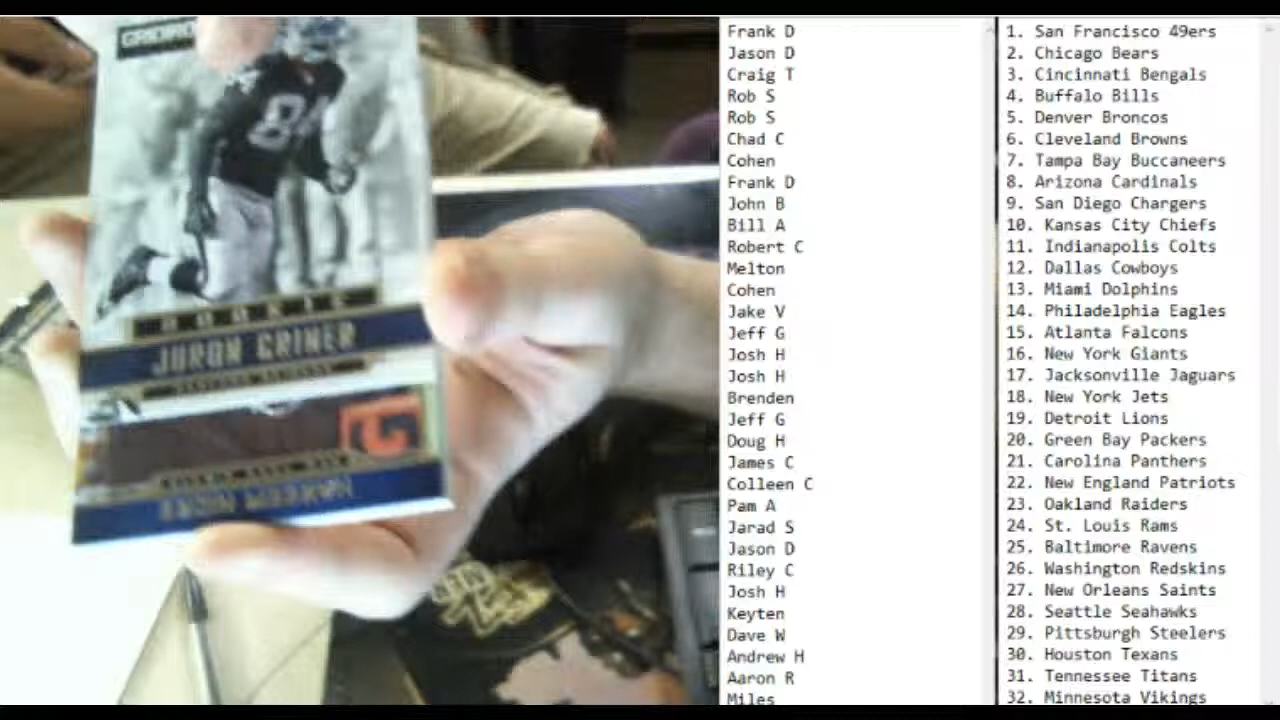 GRIDIRO
84
ROOKIE
JURON CRINER
Frank D
Jason D
Craig T
Rob S
Rob S
Chad C
Cohen
Frank D
John B
Bill A
Robert C
Melton
Cohen
Jake V
Jeff G
Josh H
Josh H
Brenden
Jeff G
Doug H
James C
Colleen C
Pam A
Jarad S
Jason D
Riley C
Josh H
Keyten
Dave W
Andrew H
Aaron R
Miles
1. San Francisco 49ers
2. Chicago Bears
3. Cincinnati Bengals
4. Buffalo Bills
5. Denver Broncos
6. Cleveland Browns
7. Tampa Bay Buccaneers
8. Arizona Cardinals
9. San Diego Chargers
10. Kansas City Chiefs
11. Indianapolis Colts
12. Dallas Cowboys
13. Miami Dolphins
14. Philadelphia Eagles
15. Atlanta Falcons
16. New York Giants
17. Jacksonville Jaguars
18. New York Jets
19. Detroit Lions
20. Green Bay Packers
21. Carolina Panthers
22. New England Patriots
23. Oakland Raiders
24. St. Louis Rams
25. Baltimore Ravens
26. Washington Redskins
27. New Orleans Saints
28. Seattle Seahawks
29. Pittsburgh Steelers
30. Houston Texans
31. Tennessee Titans
32. Minnesota Vikings